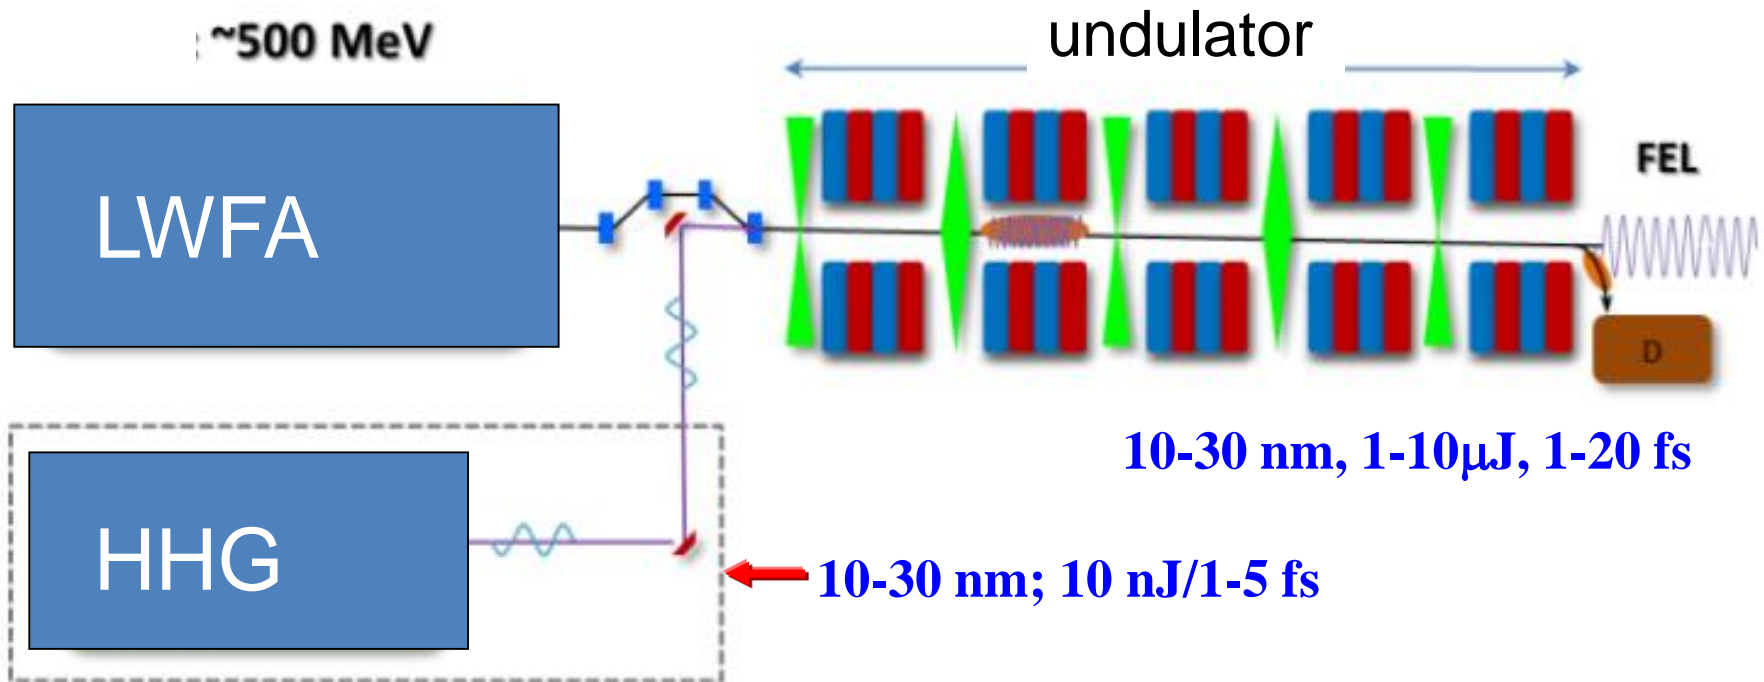 : ~500 MeV
undulator
LWFA
FEL
D
10-30 nm, 1-10μJ, 1-20 fs
HHG
10-30 nm; 10 nJ/1-5 fs